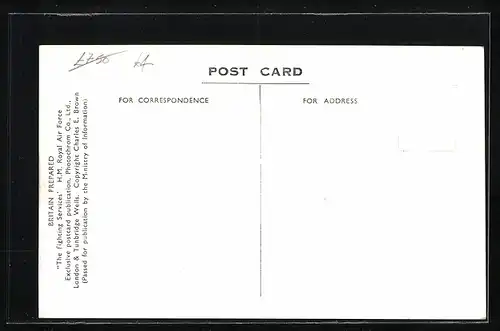 POST CARD
FOR CORRESPONDENCE
FOR ADDRESS
BRITAIN PREPARED
"The Fighting Services' H.M. Royal Air Force
Exclusive postcard publication, Photochrom Co., Ltd.,
London & Tunbridge Wells. Copyright Charles E. Brown
(Passed for publication by the Ministry of Information)